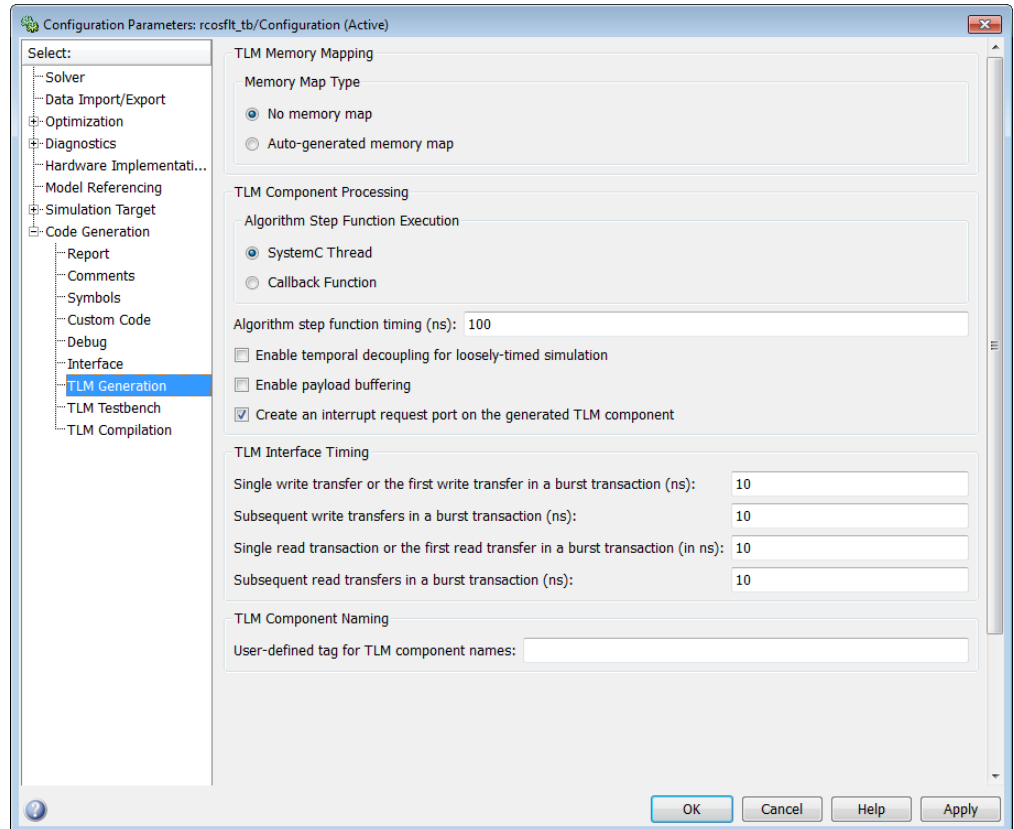 Configuration Parameters: rcosflt_tb/Configuration (Active)
Select:
Solver
Data Import/Export
Optimization
Diagnostics
Hardware Implementati...
Model Referencing
Simulation Target
Code Generation
Report
Comments
Symbols
Custom Code
Debug
Interface
TLM Generation
TLM Testbench
TLM Compilation
TLM Memory Mapping
Memory Map Type
No memory map
Auto-generated memory map
TLM Component Processing
Algorithm Step Function Execution
SystemC Thread
Callback Function
Algorithm step function timing (ns): 100
Enable temporal decoupling for loosely-timed simulation
Enable payload buffering
Create an interrupt request port on the generated TLM component
TLM Interface Timing
Single write transfer or the first write transfer in a burst transaction (ns): 10
Subsequent write transfers in a burst transaction (ns): 10
Single read transaction or the first read transfer in a burst transaction (in ns): 10
Subsequent read transfers in a burst transaction (ns): 10
TLM Component Naming
User-defined tag for TLM component names:
OK Cancel Help Apply